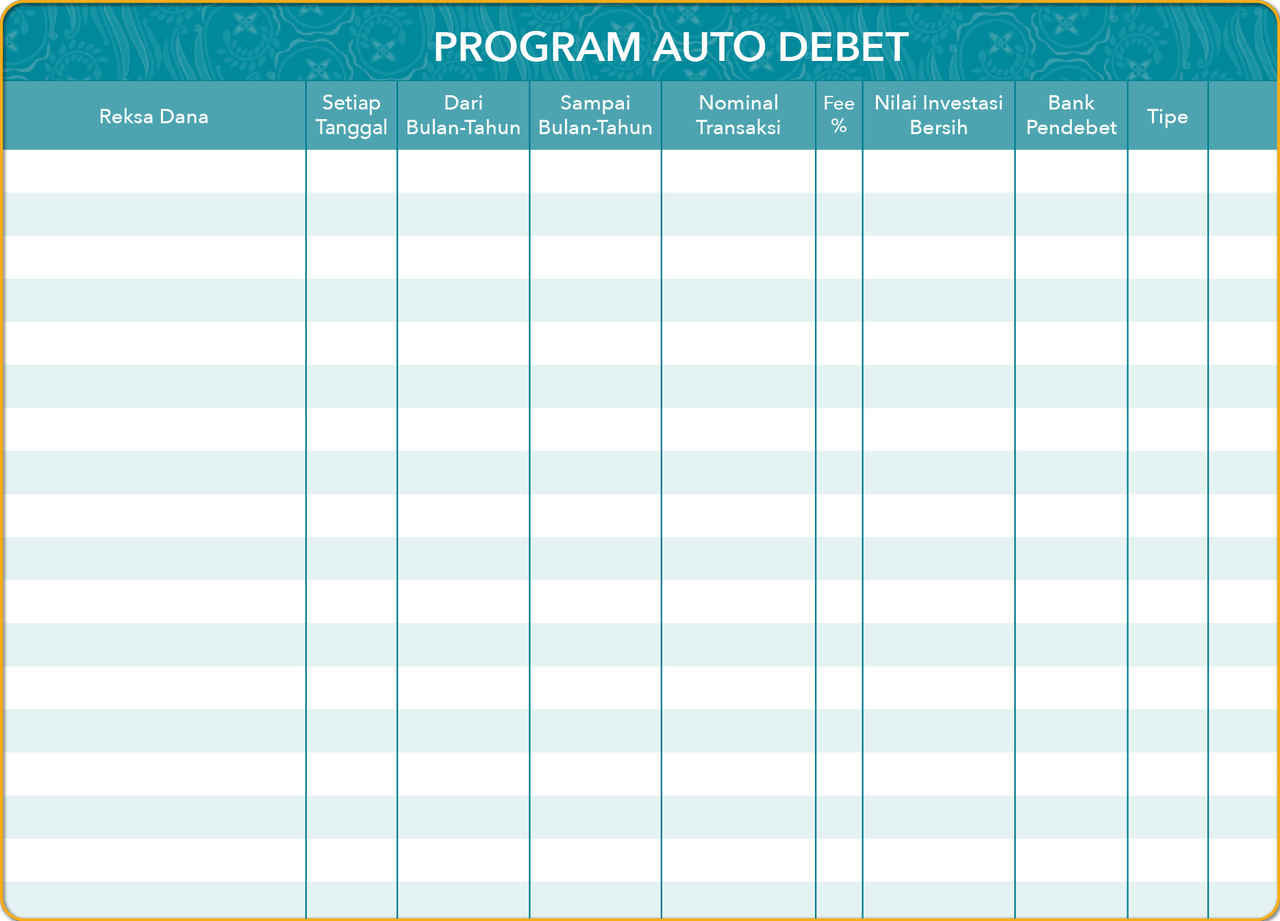 PROGRAM AUTO DEBET
Reksa Dana
Setiap
Tanggal
Dari
Bulan-Tahun
Sampai
Bulan-Tahun
Nominal
Transaksi
Fee
%
Nilai Investasi
Bersih
Bank
Pendebet
Tipe